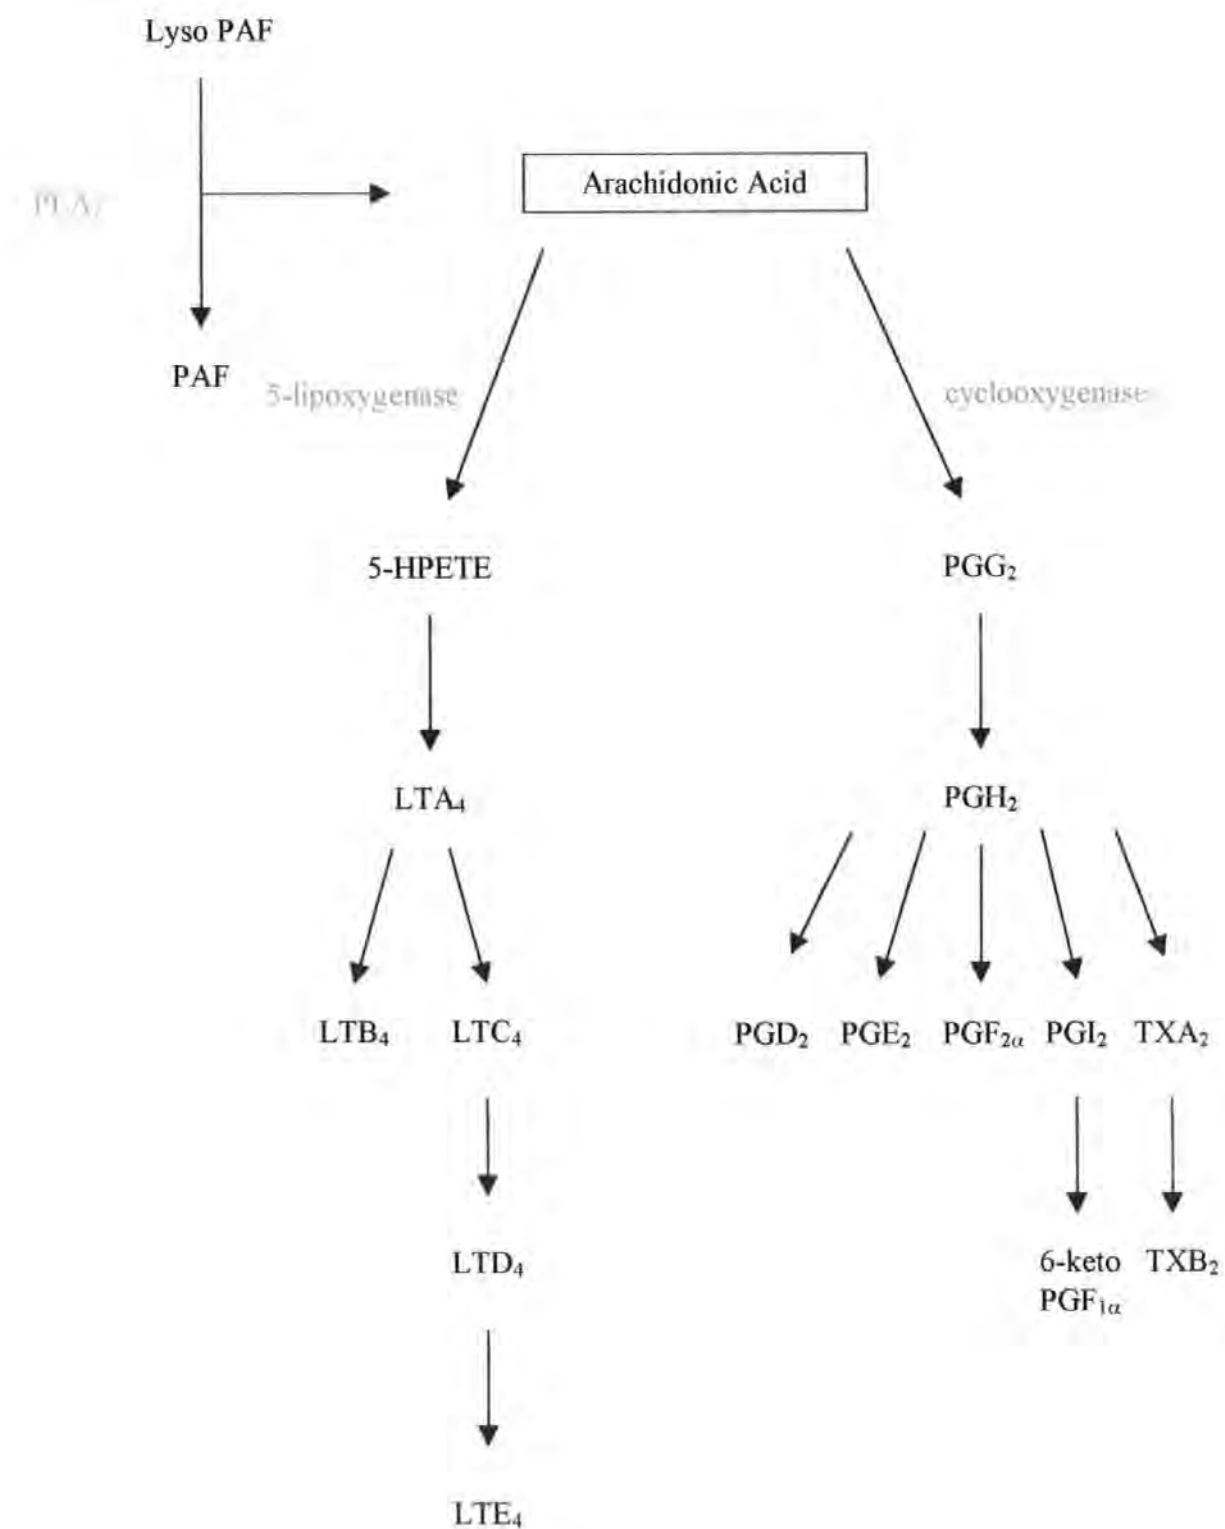 Lyso PAF
Arachidonic Acid
PLA₂
PAF
5-lipoxygenase
cyclooxygenase
5-HPETE
PGG₂
LTA₄
PGH₂
LTB₄ LTC₄
PGD₂ PGE₂ PGF₂α PGI₂ TXA₂
LTD₄
6-keto
PGF₁α
TXB₂
LTE₄